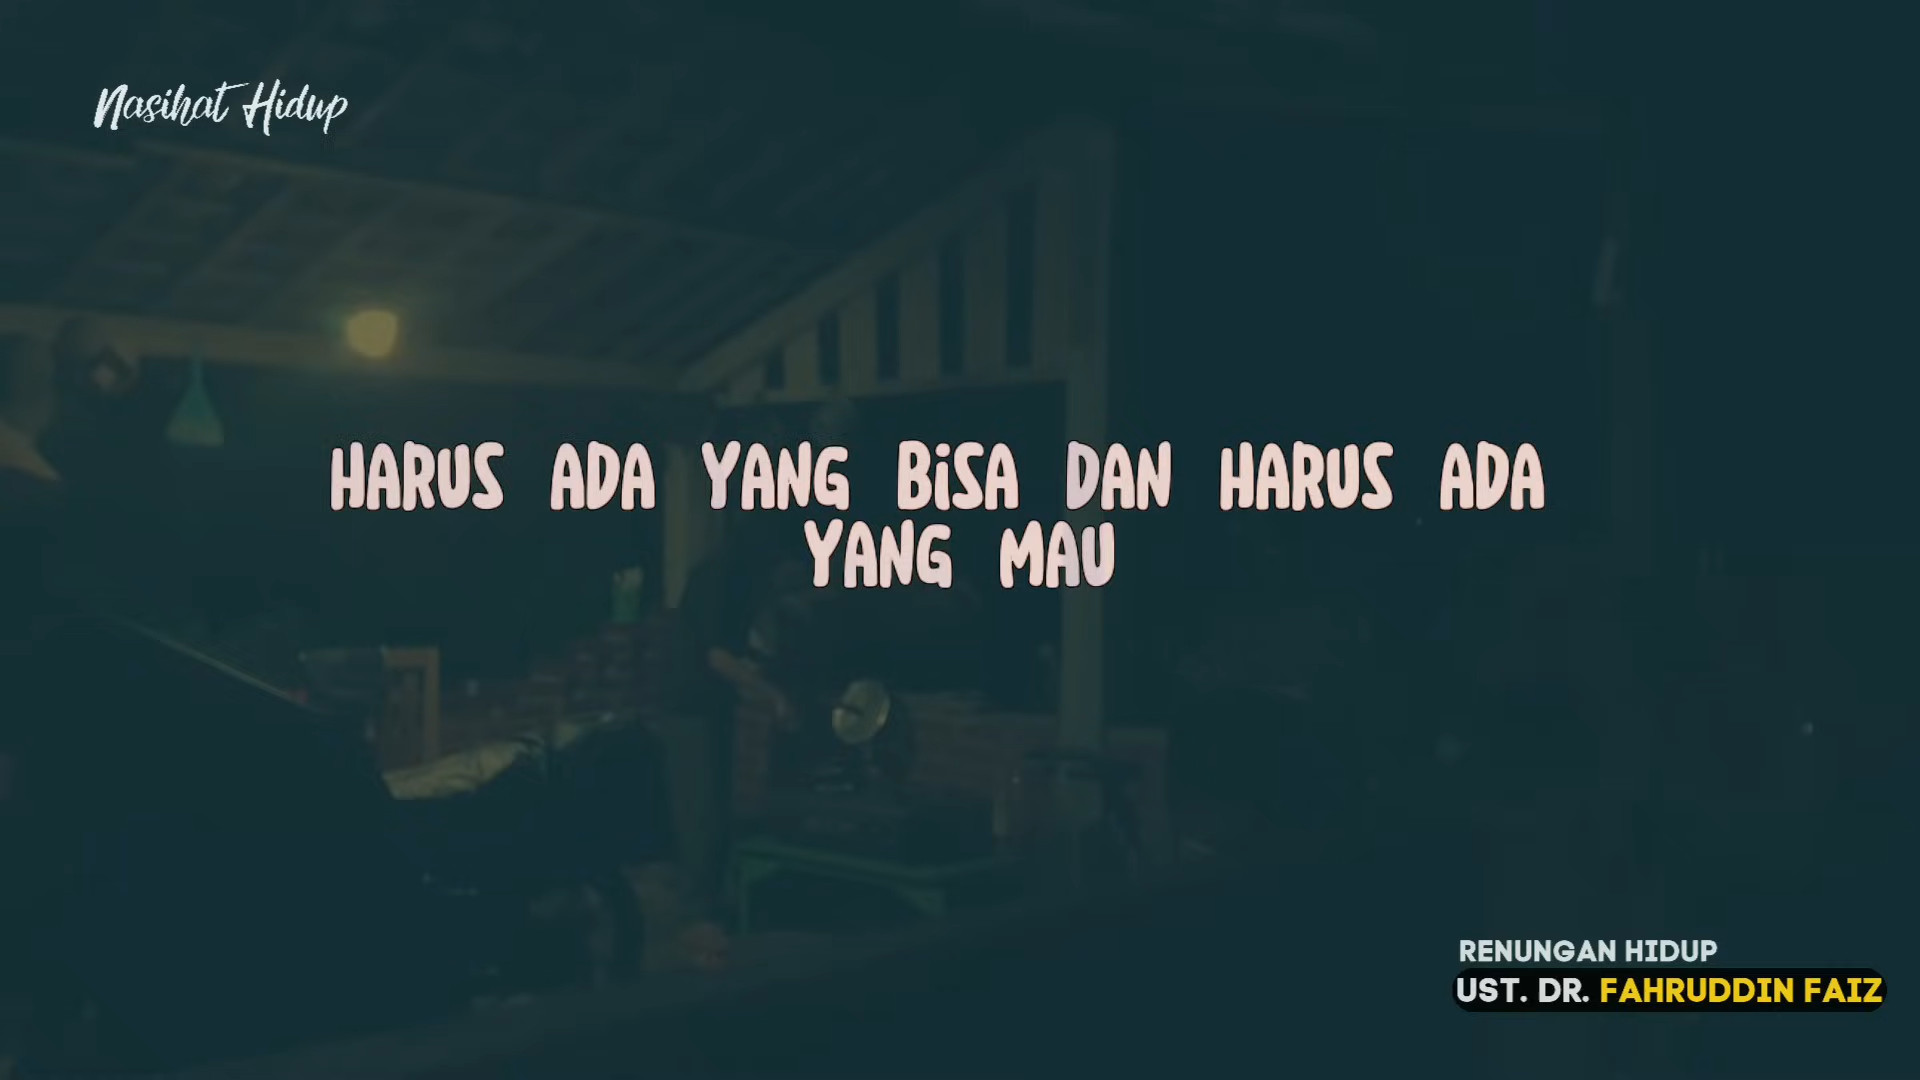 Nasihat Hidup
HARUS ADA YANG BiSA DAN HARUS ADA
YANG MAU
RENUNGAN HIDUP
UST. DR. FAHRUDDIN FAIZ